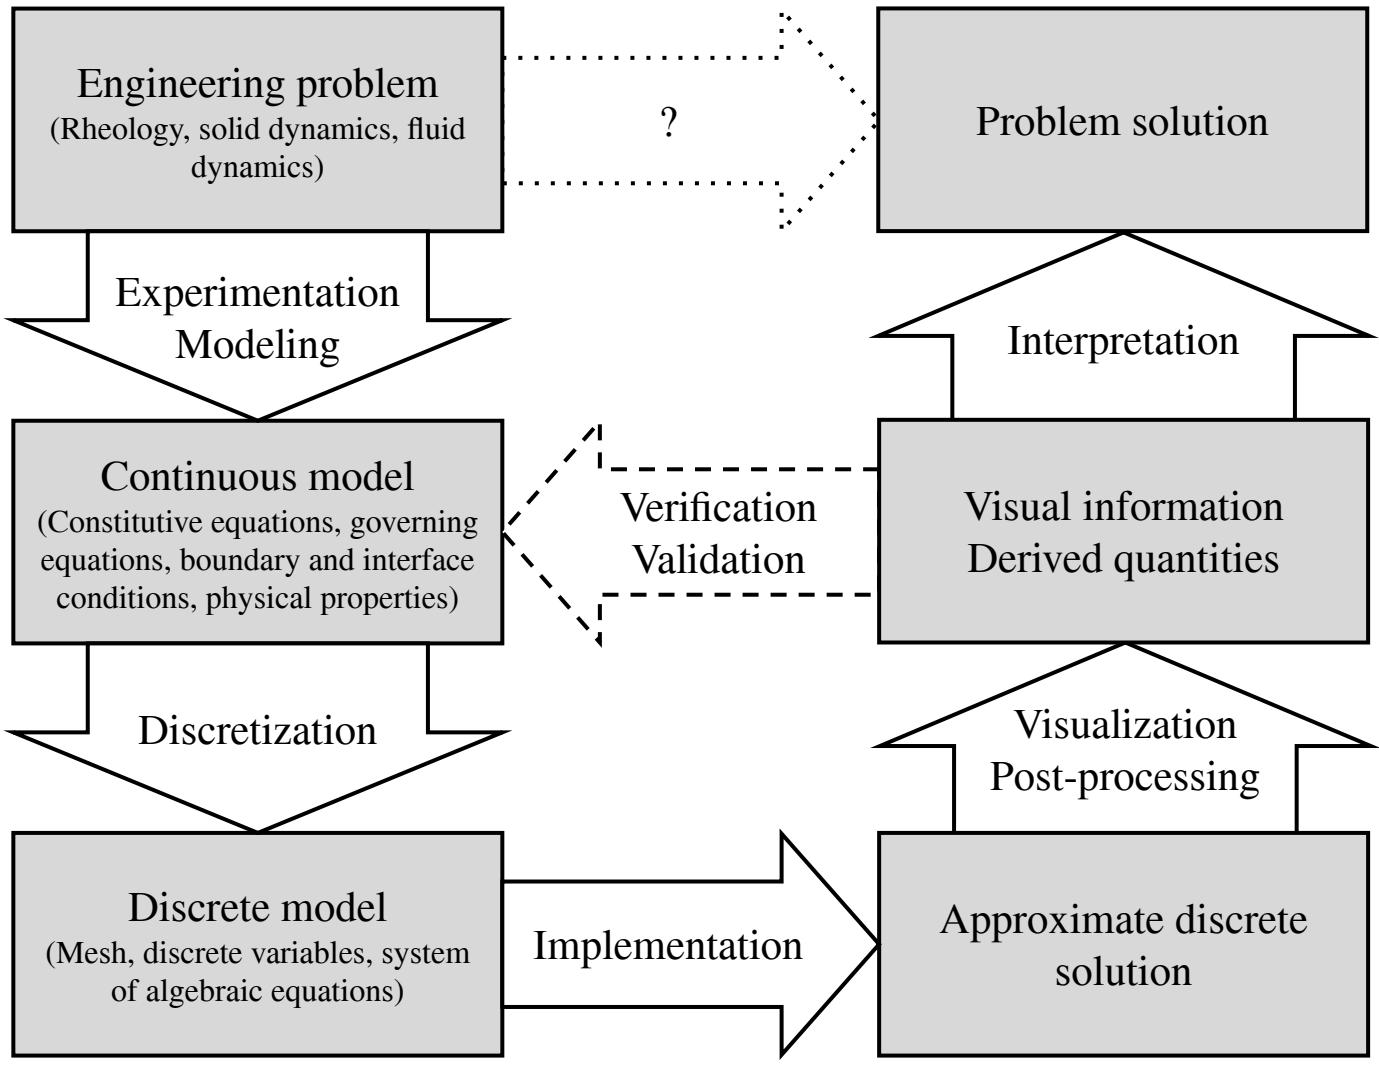 Engineering problem
(Rheology, solid dynamics, fluid
dynamics)
?
Problem solution
Experimentation
Modeling
Interpretation
Continuous model
(Constitutive equations, governing
equations, boundary and interface
conditions, physical properties)
Verification
Validation
Visual information
Derived quantities
Discretization
Visualization
Post-processing
Discrete model
(Mesh, discrete variables, system
of algebraic equations)
Implementation
Approximate discrete
solution